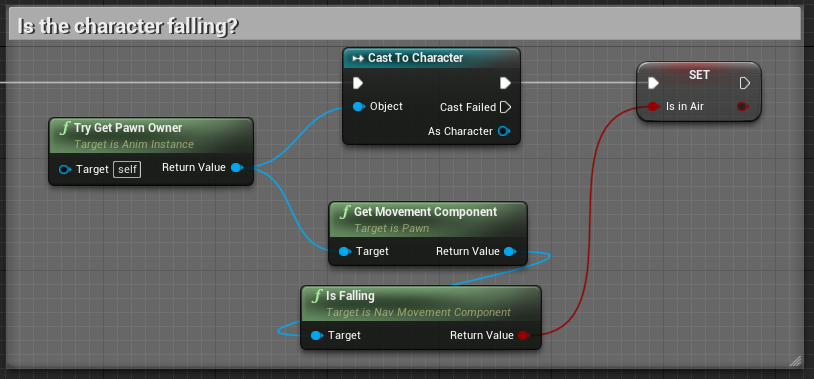 Is the character falling?
Cast To Character
Object
Cast Failed
As Character
SET
Is in Air
Try Get Pawn Owner
Target is Anim Instance
Target self
Return Value
Get Movement Component
Target is Pawn
Target
Return Value
Is Falling
Target is Nav Movement Component
Target
Return Value